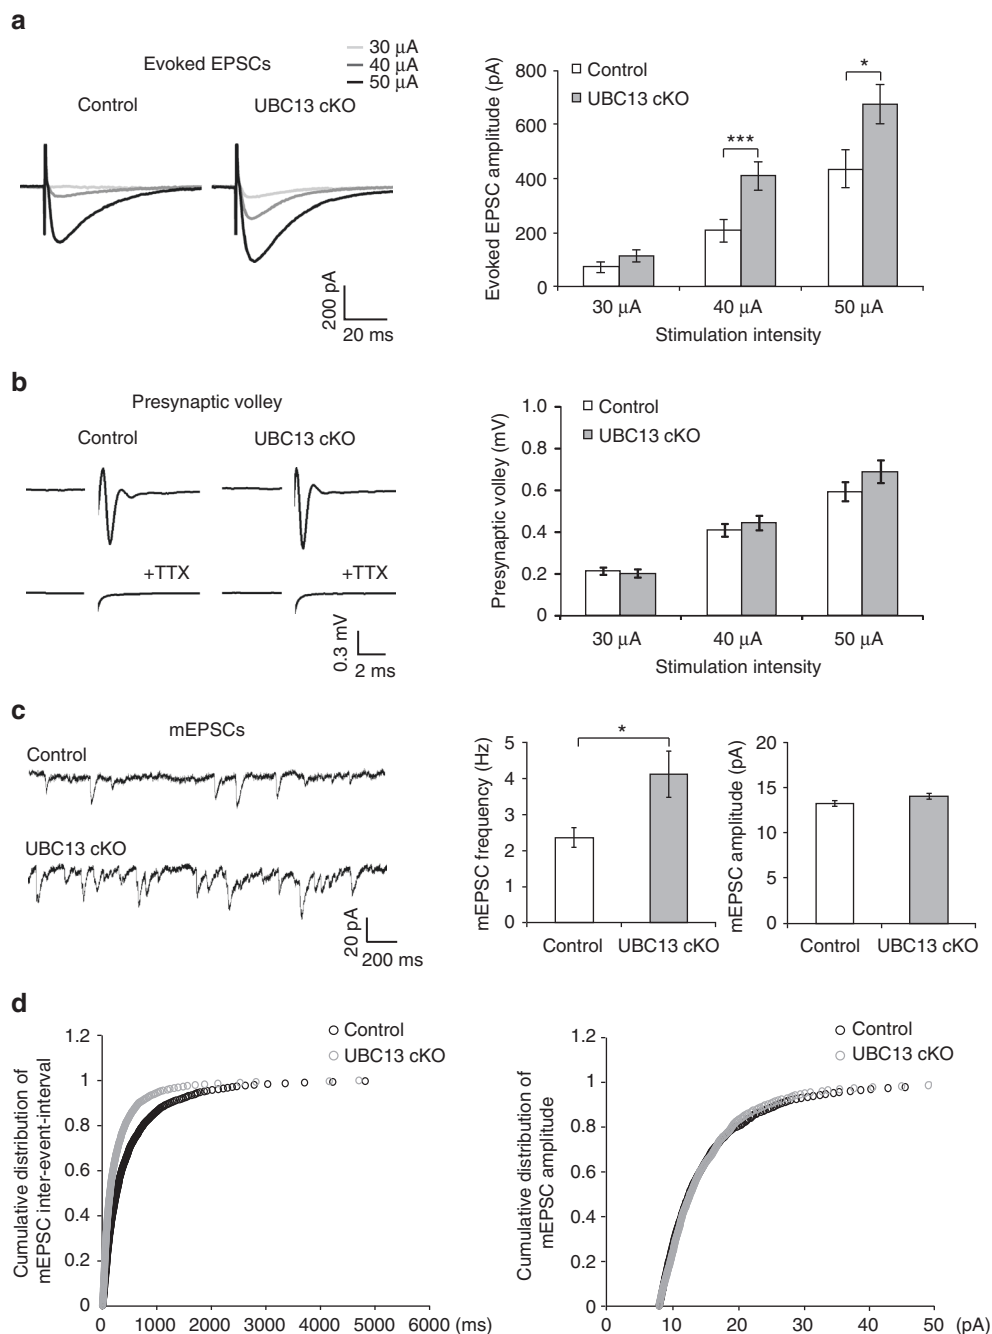 a
Evoked EPSCs
30 μA
40 μA
50 μA
Control
UBC13 cKO
200 pA
20 ms
Evoked EPSC amplitude (pA)
800
600
400
200
0
Control
UBC13 cKO
***
*
30 μA
40 μA
50 μA
Stimulation intensity
b
Presynaptic volley
Control
UBC13 cKO
+TTX
+TTX
0.3 mV
2 ms
Presynaptic volley (mV)
1.0
0.8
0.6
0.4
0.2
0
Control
UBC13 cKO
30 μA
40 μA
50 μA
Stimulation intensity
c
mEPSCs
Control
UBC13 cKO
20 pA
200 ms
mEPSC frequency (Hz)
5
4
3
2
1
0
*
Control
UBC13 cKO
mEPSC amplitude (pA)
20
15
10
5
0
Control
UBC13 cKO
d
Cumulative distribution of
mEPSC inter-event-interval
1.2
1
0.8
0.6
0.4
0.2
0
Control
UBC13 cKO
0
1000
2000
3000
4000
5000
6000 (ms)
Cumulative distribution of
mEPSC amplitude
1.2
1
0.8
0.6
0.4
0.2
0
Control
UBC13 cKO
0
10
20
30
40
50
(pA)